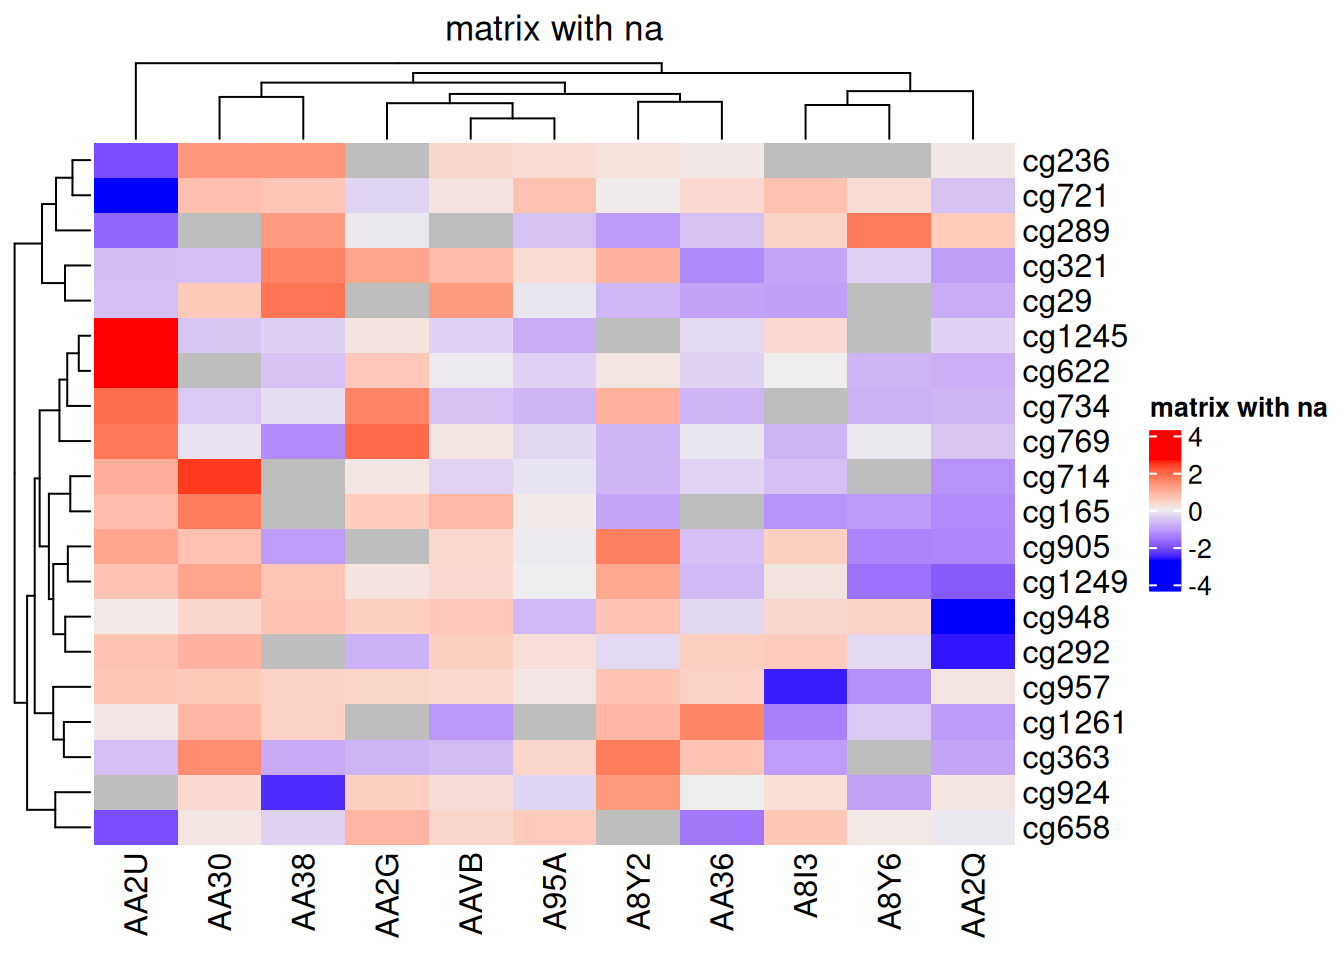 matrix with na
cg236
cg721
cg289
cg321
cg29
cg1245
cg622
cg734
cg769
cg714
cg165
cg905
cg1249
cg948
cg292
cg957
cg1261
cg363
cg924
cg658
AA2U
AA30
AA38
AA2G
AAVB
A95A
A8Y2
AA36
A8I3
A8Y6
AA2Q
matrix with na
4
2
0
-2
-4